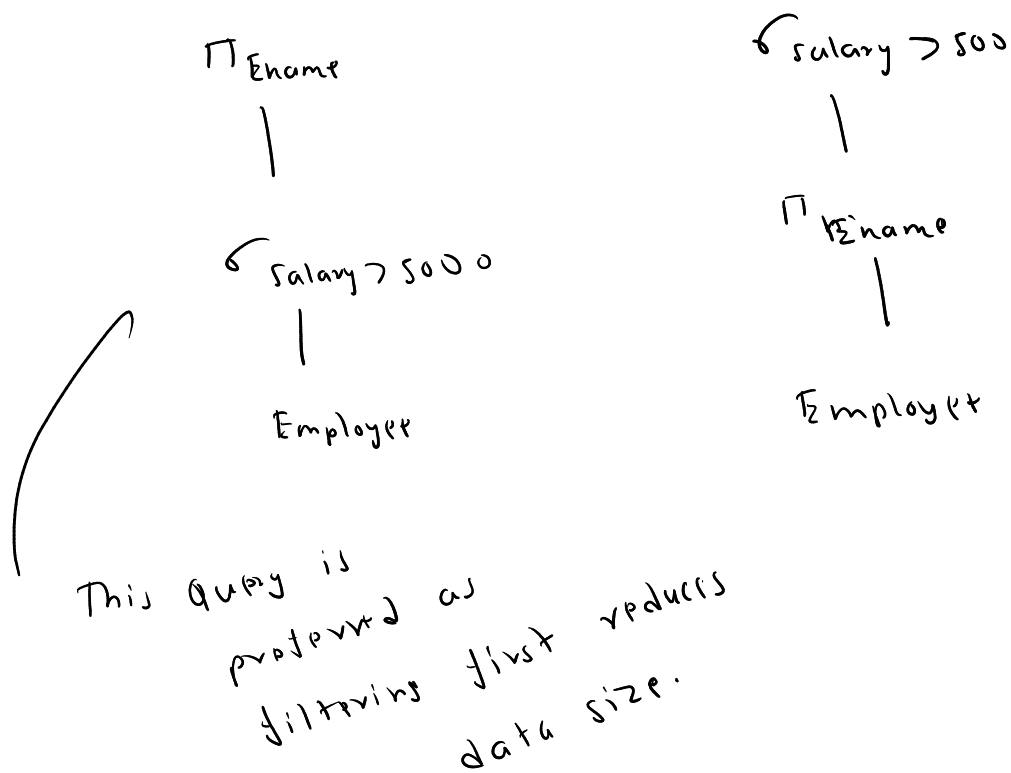 Π Ename
σ salary > 500
σ salary > 5000
Π Ename
Employee
Employee
This Query is
preferred as
filtering first reduces
data size.